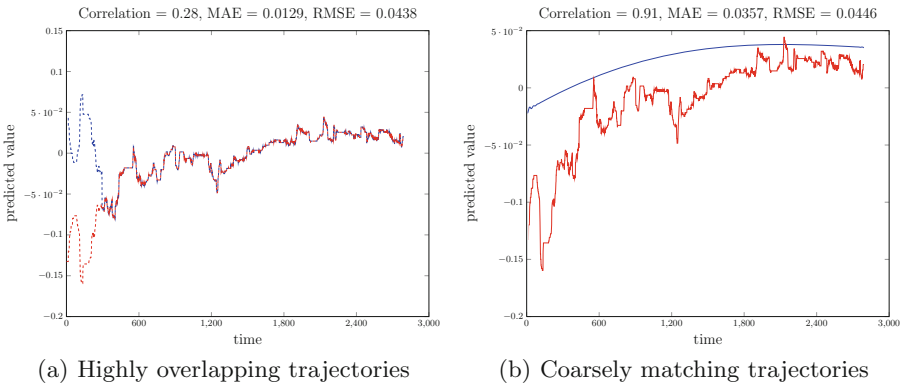 Correlation = 0.28, MAE = 0.0129, RMSE = 0.0438
0.15
0.1
5 · 10⁻²
0
−5 · 10⁻²
−0.1
−0.15
−0.2
predicted value
0 600 1,200 1,800 2,400 3,000
time
(a) Highly overlapping trajectories
Correlation = 0.91, MAE = 0.0357, RMSE = 0.0446
5 · 10⁻²
0
−5 · 10⁻²
−0.1
−0.15
−0.2
predicted value
0 600 1,200 1,800 2,400 3,000
time
(b) Coarsely matching trajectories